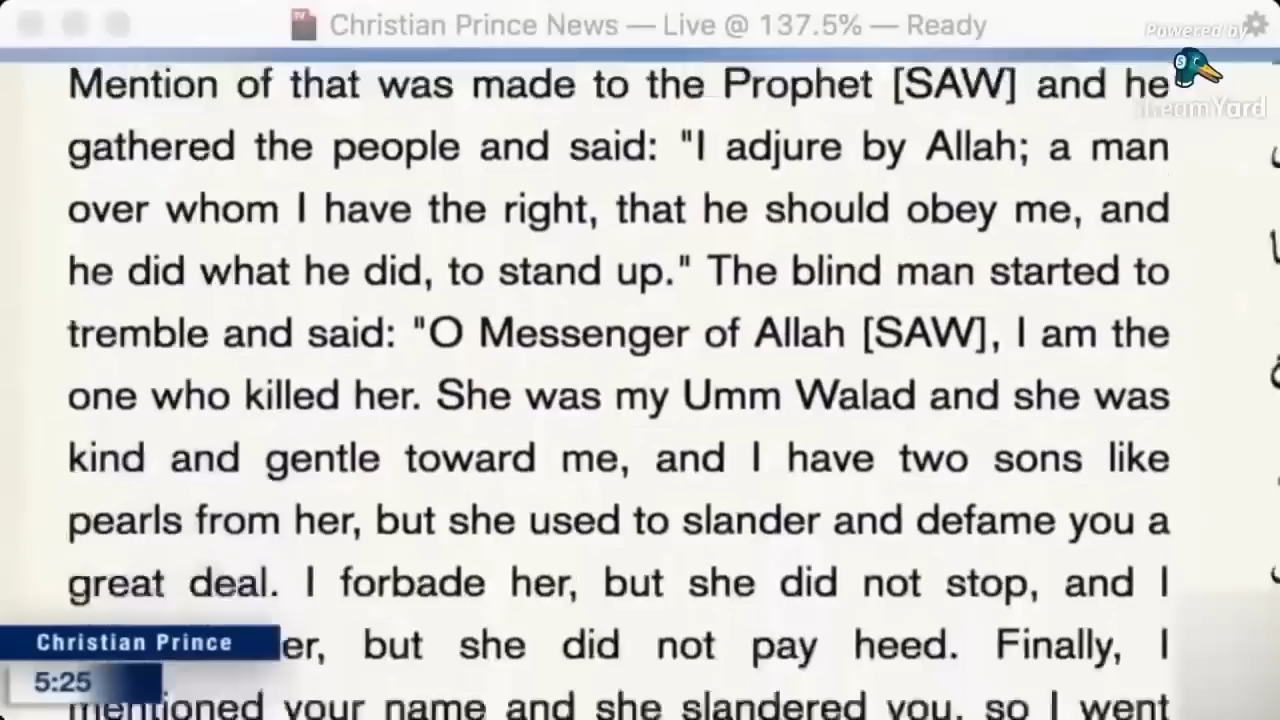 Christian Prince News — Live @ 137.5% — Ready
Powered by
StreamYard
Mention of that was made to the Prophet [SAW] and he
gathered the people and said: "I adjure by Allah; a man
over whom I have the right, that he should obey me, and
he did what he did, to stand up." The blind man started to
tremble and said: "O Messenger of Allah [SAW], I am the
one who killed her. She was my Umm Walad and she was
kind and gentle toward me, and I have two sons like
pearls from her, but she used to slander and defame you a
great deal. I forbade her, but she did not stop, and I
er, but she did not pay heed. Finally, I
mentioned your name and she slandered you, so I went
Christian Prince
5:25